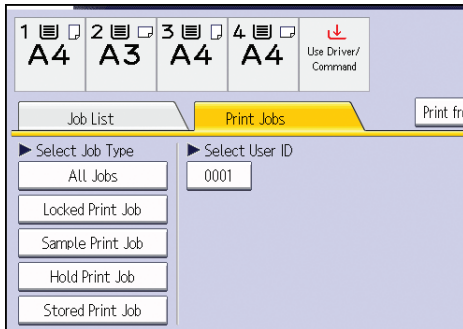 1 2 3 4
A4 A3 A4 A4 Use Driver/
Command
Job List Print Jobs Print fr
Select Job Type Select User ID
All Jobs 0001
Locked Print Job
Sample Print Job
Hold Print Job
Stored Print Job